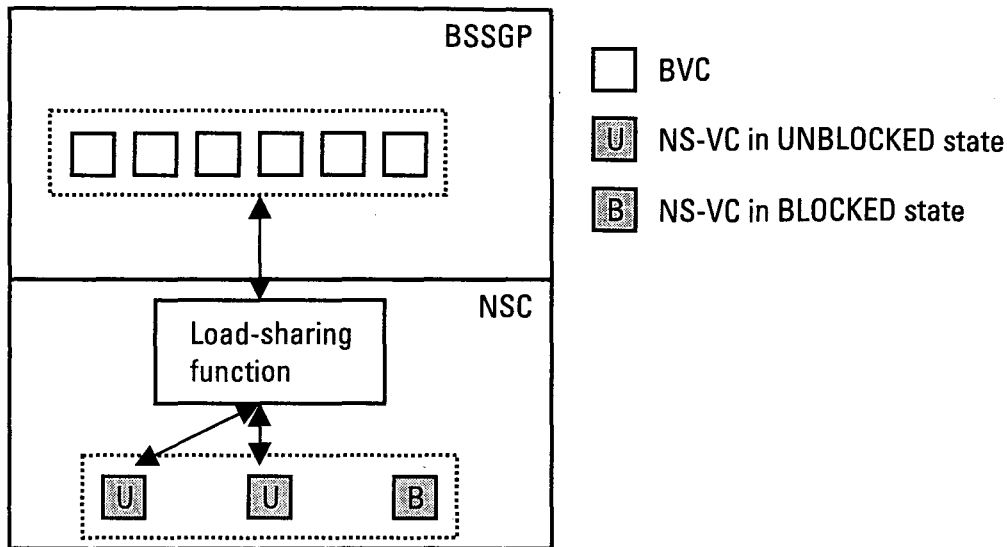 BSSGP
BVC
U NS-VC in UNBLOCKED state
B NS-VC in BLOCKED state
NSC
Load-sharing
function
U U B